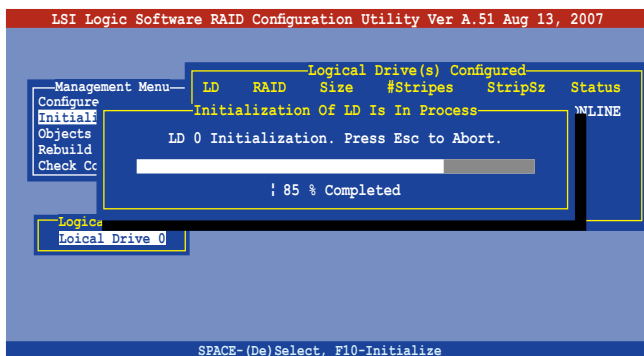 LSI Logic Software RAID Configuration Utility Ver A.51 Aug 13, 2007
Logical Drive(s) Configured
LD RAID Size #Stripes StripSz Status
ONLINE
Management Menu
Configure
Initiali
Objects
Rebuild
Check Co
Initialization Of LD Is In Process
LD 0 Initialization. Press Esc to Abort.
¦ 85 % Completed
Logica
Loical Drive 0
SPACE-(De)Select, F10-Initialize